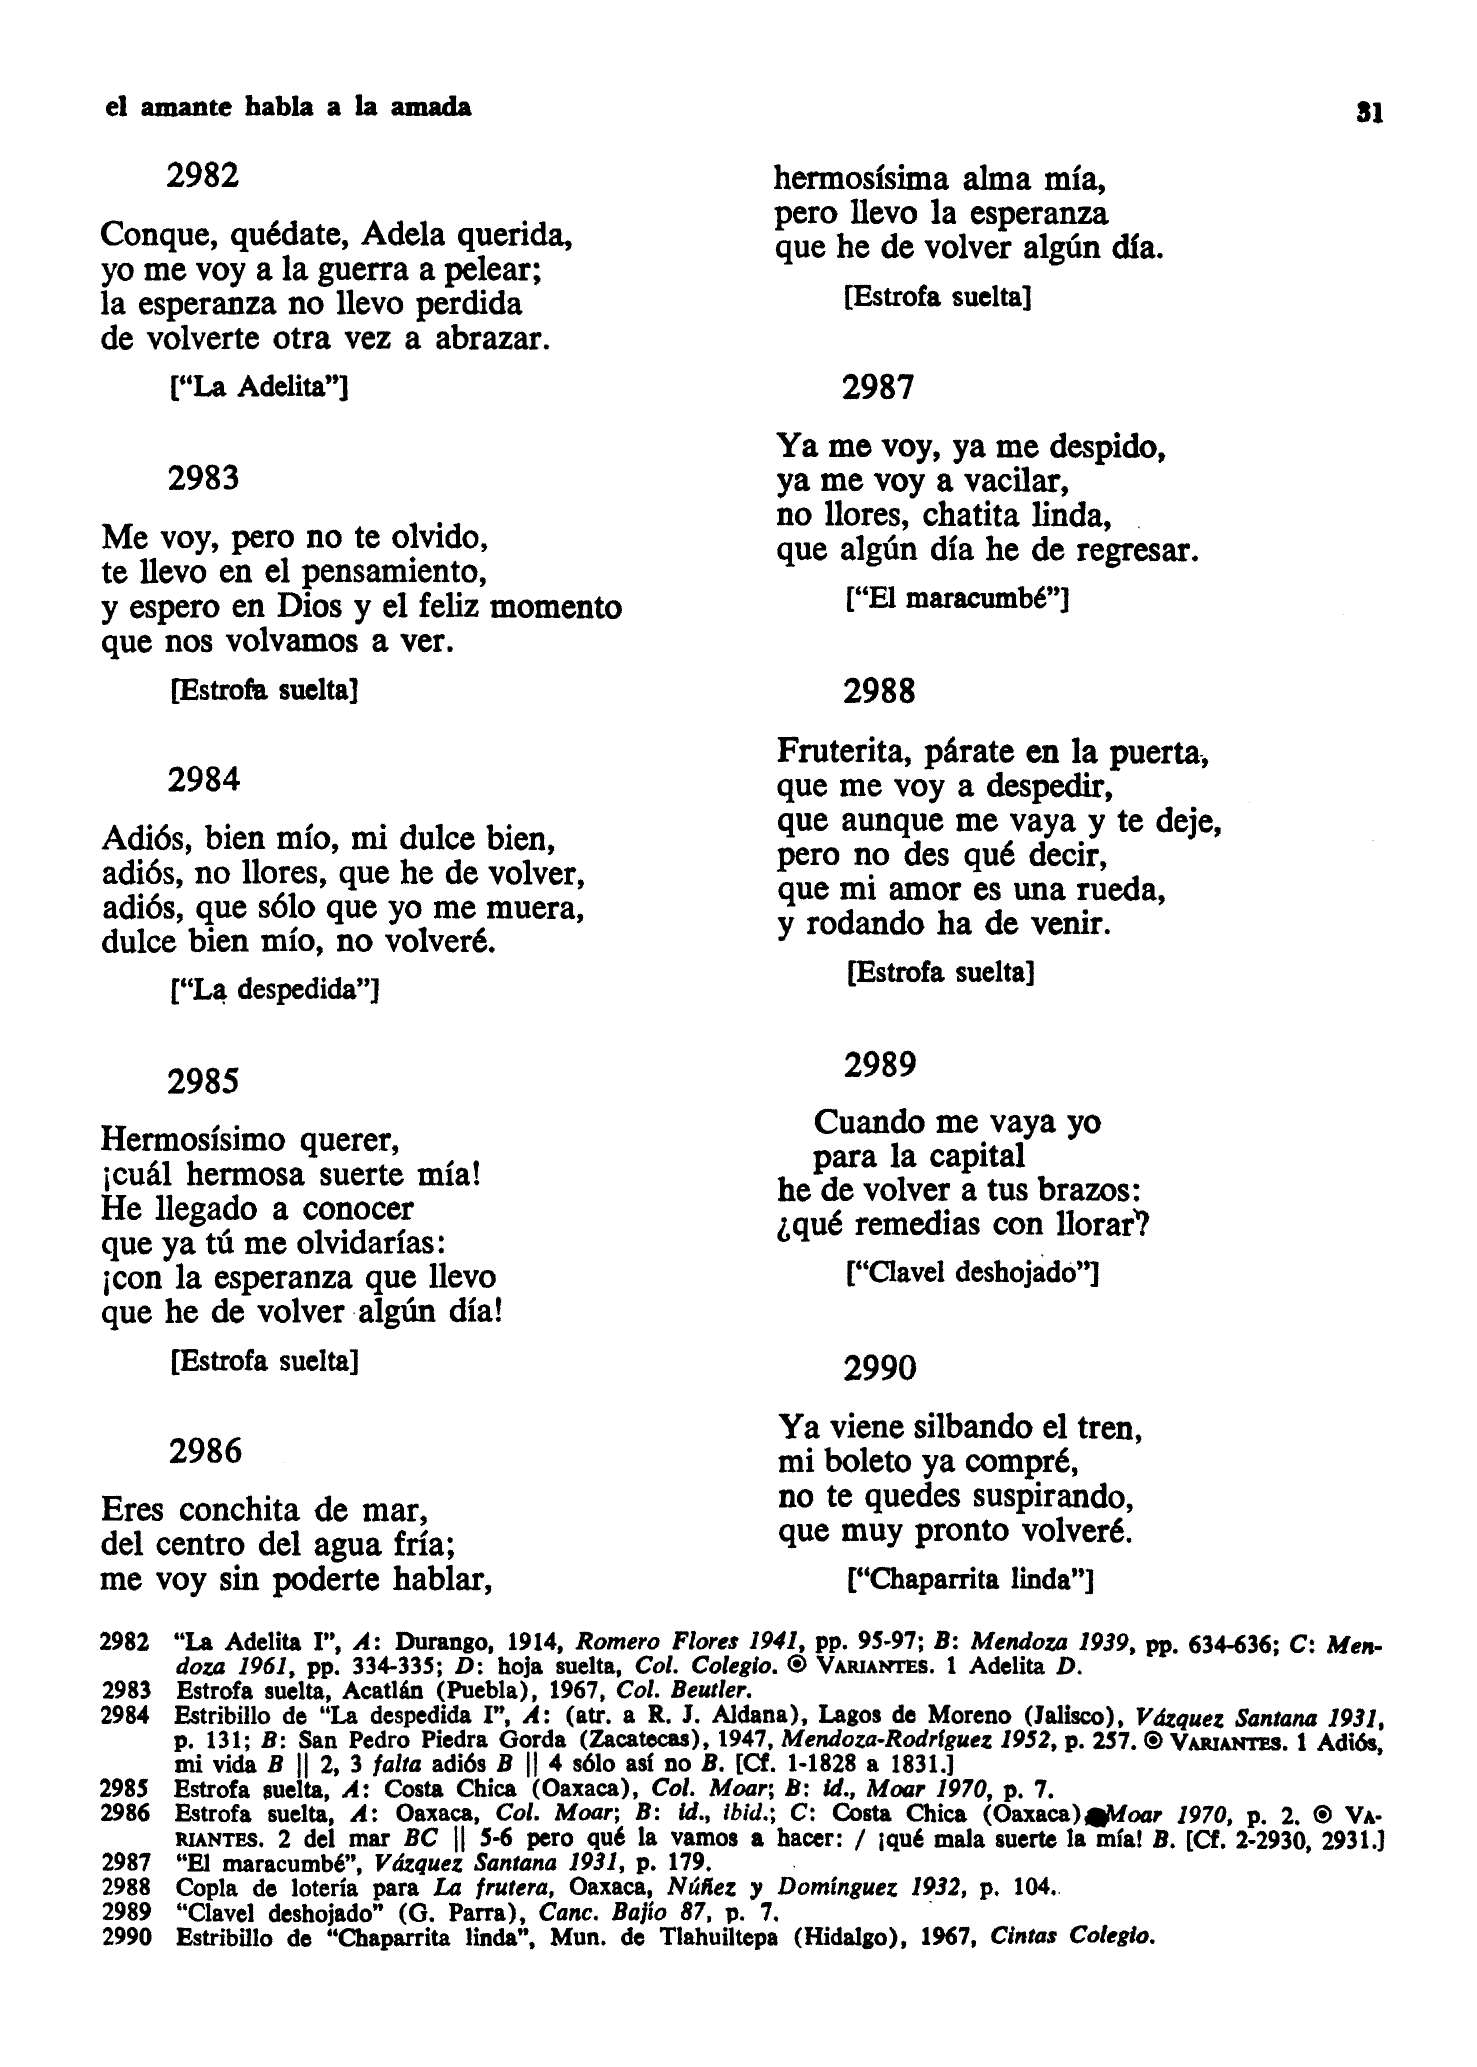 el amante habla a la amada
31
2982
Conque, quédate, Adela querida,
yo me voy a la guerra a pelear;
la esperanza no llevo perdida
de volverte otra vez a abrazar.
[“La Adelita”]
2983
Me voy, pero no te olvido,
te llevo en el pensamiento,
y espero en Dios y el feliz momento
que nos volvamos a ver.
[Estrofa suelta]
2984
Adiós, bien mío, mi dulce bien,
adiós, no llores, que he de volver,
adiós, que sólo que yo me muera,
dulce bien mío, no volveré.
[“La despedida”]
2985
Hermosísimo querer,
¡cuál hermosa suerte mía!
He llegado a conocer
que ya tú me olvidarías:
¡con la esperanza que llevo
que he de volver algún día!
[Estrofa suelta]
2986
Eres conchita de mar,
del centro del agua fría;
me voy sin poderte hablar,
hermosísima alma mía,
pero llevo la esperanza
que he de volver algún día.
[Estrofa suelta]
2987
Ya me voy, ya me despido,
ya me voy a vacilar,
no llores, chatita linda,
que algún día he de regresar.
[“El maracumbé”]
2988
Fruterita, párate en la puerta,
que me voy a despedir,
que aunque me vaya y te deje,
pero no des qué decir,
que mi amor es una rueda,
y rodando ha de venir.
[Estrofa suelta]
2989
Cuando me vaya yo
para la capital
he de volver a tus brazos:
¿qué remedias con llorar?
[“Clavel deshojado”]
2990
Ya viene silbando el tren,
mi boleto ya compré,
no te quedes suspirando,
que muy pronto volveré.
[“Chaparrita linda”]
2982 “La Adelita I”, A: Durango, 1914, Romero Flores 1941, pp. 95-97; B: Mendoza 1939, pp. 634-636; C: Men-
doza 1961, pp. 334-335; D: hoja suelta, Col. Colegio. ⊙ VARIANTES. 1 Adelita D.
2983 Estrofa suelta, Acatlán (Puebla), 1967, Col. Beutler.
2984 Estribillo de “La despedida I”, A: (atr. a R. J. Aldana), Lagos de Moreno (Jalisco), Vázquez Santana 1931,
p. 131; B: San Pedro Piedra Gorda (Zacatecas), 1947, Mendoza-Rodríguez 1952, p. 257. ⊙ VARIANTES. 1 Adiós,
mi vida B || 2, 3 falta adiós B || 4 sólo así no B. [Cf. 1-1828 a 1831.]
2985 Estrofa suelta, A: Costa Chica (Oaxaca), Col. Moar; B: id., Moar 1970, p. 7.
2986 Estrofa suelta, A: Oaxaca, Col. Moar; B: id., ibid.; C: Costa Chica (Oaxaca) Moar 1970, p. 2. ⊙ VA-
RIANTES. 2 del mar BC || 5-6 pero qué la vamos a hacer: / ¡qué mala suerte la mía! B. [Cf. 2-2930, 2931.]
2987 “El maracumbé”, Vázquez Santana 1931, p. 179.
2988 Copla de lotería para La frutera, Oaxaca, Núñez y Domínguez 1932, p. 104.
2989 “Clavel deshojado” (G. Parra), Canc. Bajío 87, p. 7.
2990 Estribillo de “Chaparrita linda”, Mun. de Tlahuiltepa (Hidalgo), 1967, Cintas Colegio.